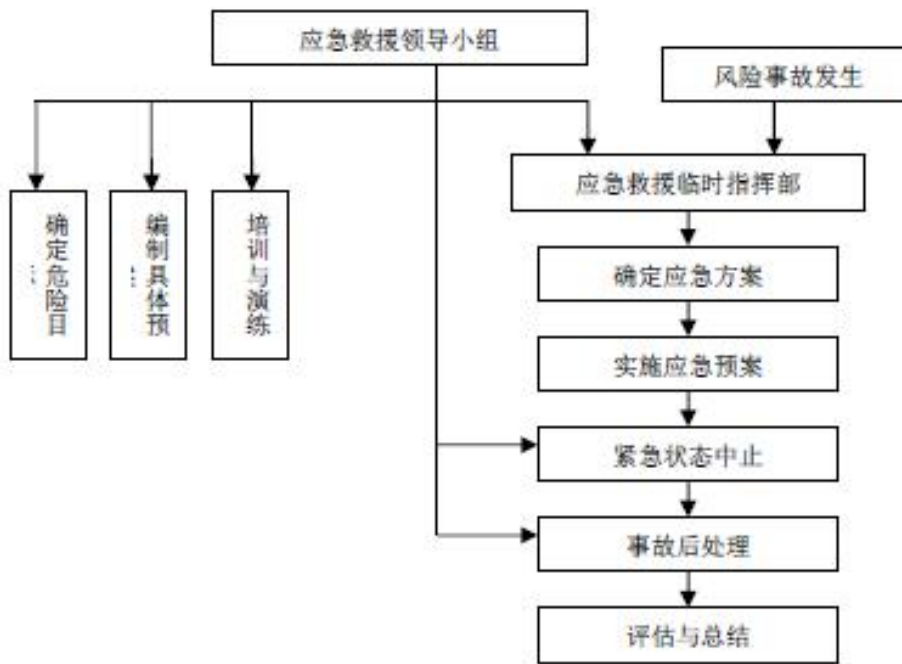 应急救援领导小组
风险事故发生
应急救援临时指挥部
确定危险目
编制具体预
培训与演练
确定应急方案
实施应急预案
紧急状态中止
事故后处理
评估与总结